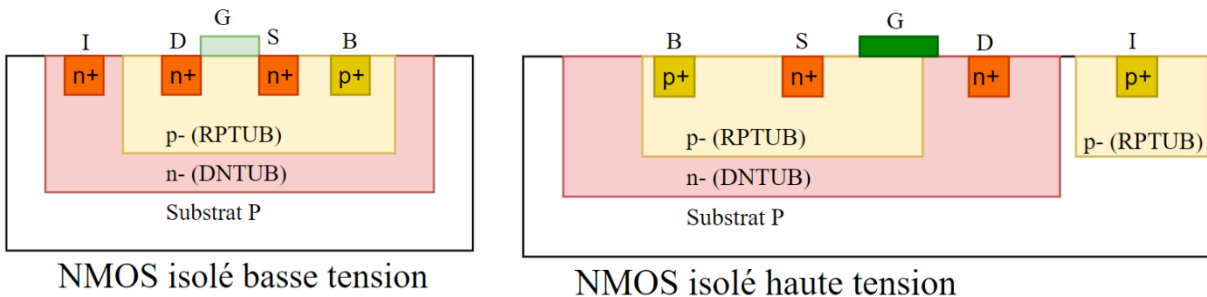 G
I D S B
n+ n+ n+ p+
p- (RPTUB)
n- (DNTUB)
Substrat P
NMOS isolé basse tension
G
B S D I
p+ n+ n+ p+
p- (RPTUB) p- (RPTUB)
n- (DNTUB)
Substrat P
NMOS isolé haute tension